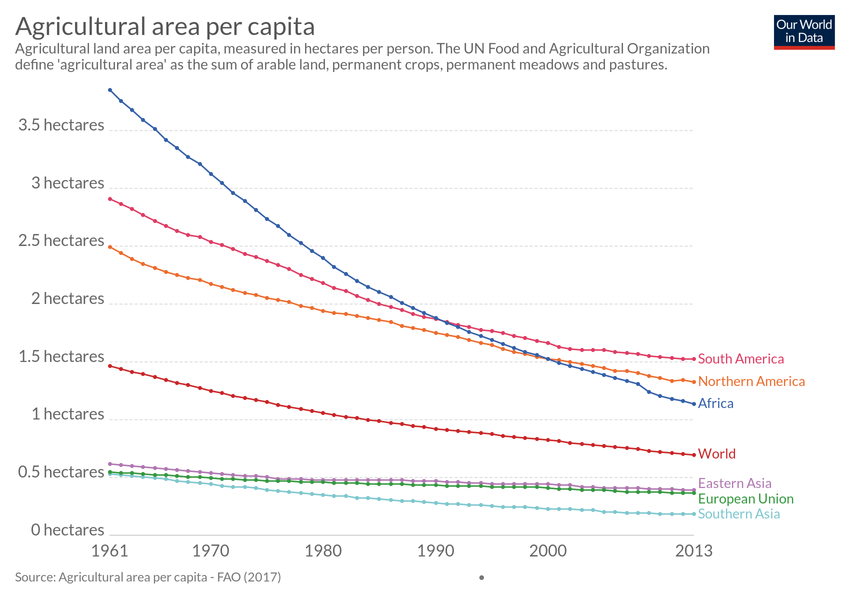 Agricultural area per capita
Agricultural land area per capita, measured in hectares per person. The UN Food and Agricultural Organization
define 'agricultural area' as the sum of arable land, permanent crops, permanent meadows and pastures.
Our World
in Data
3.5 hectares
3 hectares
2.5 hectares
2 hectares
1.5 hectares
1 hectares
0.5 hectares
0 hectares
South America
Northern America
Africa
World
Eastern Asia
European Union
Southern Asia
1961
1970
1980
1990
2000
2013
Source: Agricultural area per capita - FAO (2017)
•